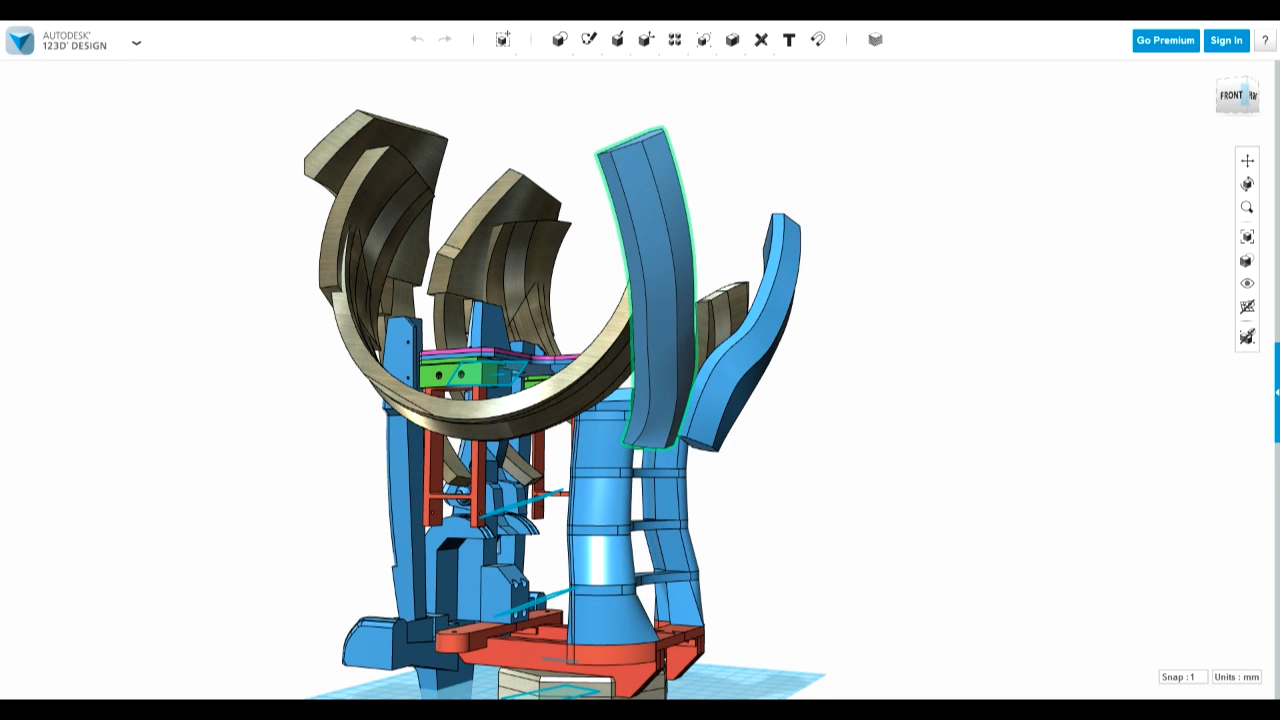 AUTODESK®
123D® DESIGN
Go Premium
Sign In
?
FRONT
Snap : 1
Units : mm